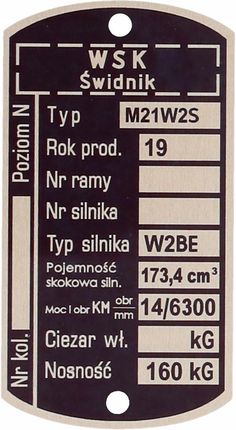 WSK
Świdnik
Poziom N
Nr kol.
Typ M21W2S
Rok prod. 19
Nr ramy
Nr silnika
Typ silnika W2BE
Pojemność
skokowa siln. 173,4 cm³
Moc i obr KM obr/mm 14/6300
Ciezar wł. kG
Nosność 160 kG